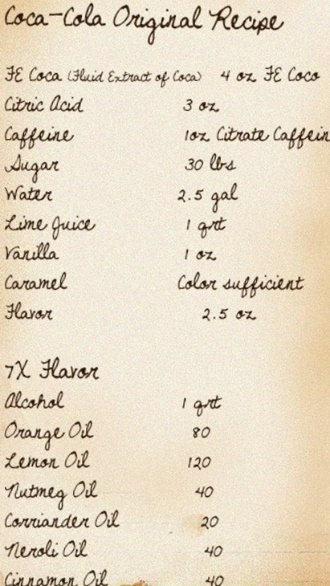 Coca-Cola Original Recipe
FE Coca (Fluid Extract of Coca) 4 oz FE Coco
Citric Acid 3 oz
Caffeine 1oz Citrate Caffein
Sugar 30 lbs
Water 2.5 gal
Lime Juice 1 qrt
Vanilla 1 oz
Caramel Color sufficient
Flavor 2.5 oz
7X Flavor
Alcohol 1 qrt
Orange Oil 80
Lemon Oil 120
Nutmeg Oil 40
Corriander Oil 20
Neroli Oil 40
Cinnamon Oil 40